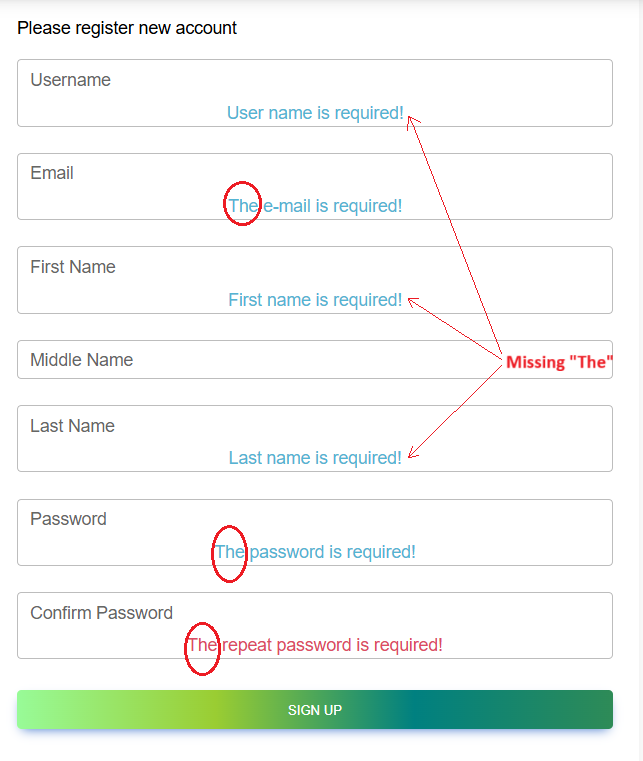 Please register new account
Username
User name is required!
Email
The e-mail is required!
First Name
First name is required!
Middle Name
Missing "The"
Last Name
Last name is required!
Password
The password is required!
Confirm Password
The repeat password is required!
SIGN UP